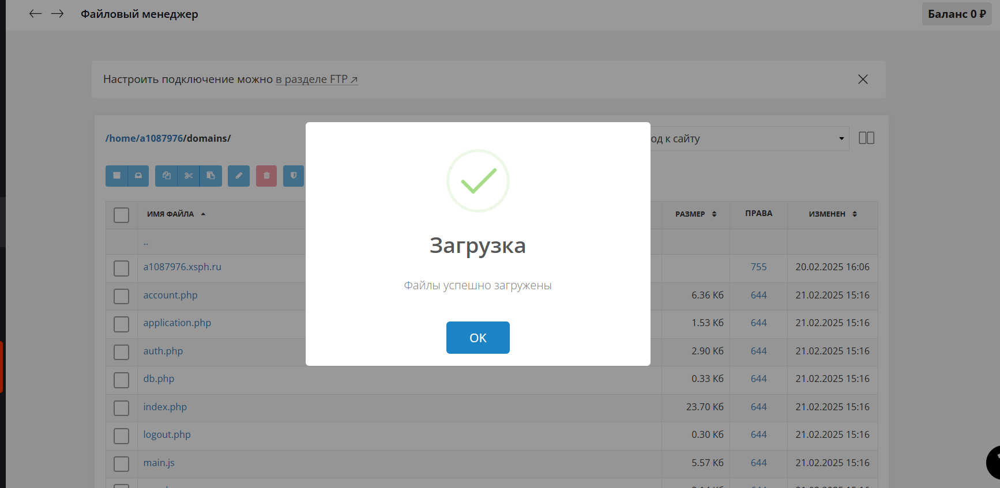 Файловый менеджер
Баланс 0 ₽
Настроить подключение можно в разделе FTP ↗
/home/a1087976/domains/
од к сайту
ИМЯ ФАЙЛА РАЗМЕР ПРАВА ИЗМЕНЕН
..
a1087976.xsph.ru 755 20.02.2025 16:06
account.php 6.36 Кб 644 21.02.2025 15:16
application.php 1.53 Кб 644 21.02.2025 15:16
auth.php 2.90 Кб 644 21.02.2025 15:16
db.php 0.33 Кб 644 21.02.2025 15:16
index.php 23.70 Кб 644 21.02.2025 15:16
logout.php 0.30 Кб 644 21.02.2025 15:16
main.js 5.57 Кб 644 21.02.2025 15:16
Загрузка
Файлы успешно загружены
OK